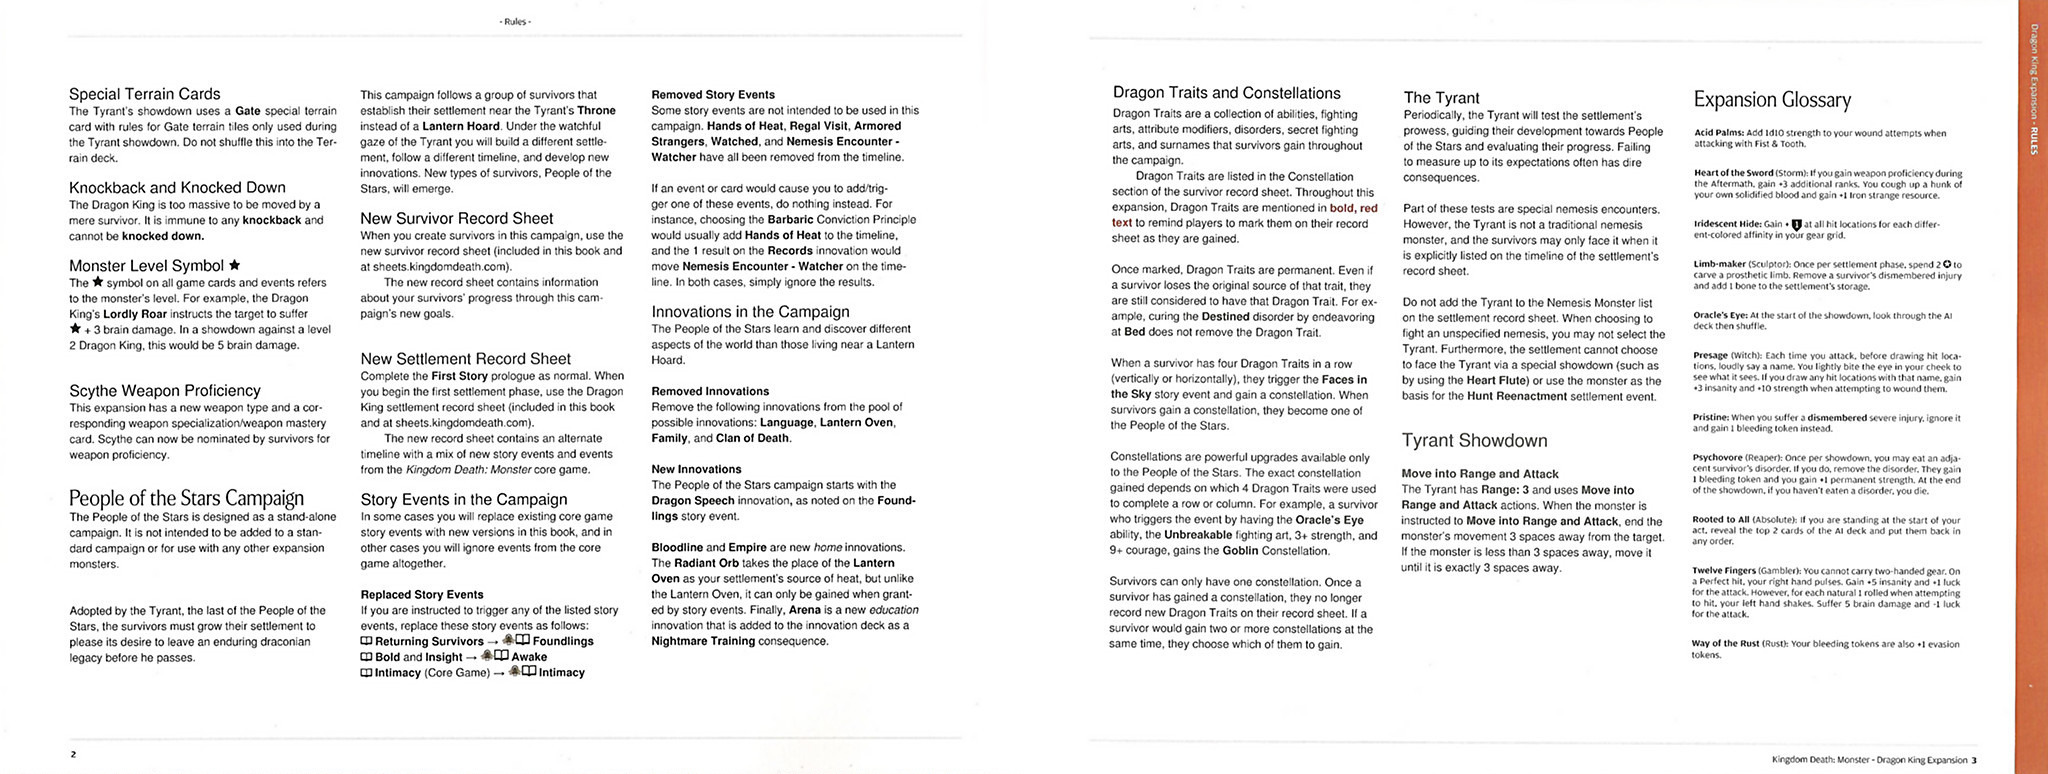 - Rules -
Special Terrain Cards
The Tyrant's showdown uses a Gate special terrain
card with rules for Gate terrain tiles only used during
the Tyrant showdown. Do not shuffle this into the Ter-
rain deck.
Knockback and Knocked Down
The Dragon King is too massive to be moved by a
mere survivor. It is immune to any knockback and
cannot be knocked down.
Monster Level Symbol ★
The ★ symbol on all game cards and events refers
to the monster's level. For example, the Dragon
King's Lordly Roar instructs the target to suffer
★ + 3 brain damage. In a showdown against a level
2 Dragon King, this would be 5 brain damage.
Scythe Weapon Proficiency
This expansion has a new weapon type and a cor-
responding weapon specialization/weapon mastery
card. Scythe can now be nominated by survivors for
weapon proficiency.
People of the Stars Campaign
The People of the Stars is designed as a stand-alone
campaign. It is not intended to be added to a stan-
dard campaign or for use with any other expansion
monsters.
Adopted by the Tyrant, the last of the People of the
Stars, the survivors must grow their settlement to
please its desire to leave an enduring draconian
legacy before he passes.
This campaign follows a group of survivors that
establish their settlement near the Tyrant's Throne
instead of a Lantern Hoard. Under the watchful
gaze of the Tyrant you will build a different settle-
ment, follow a different timeline, and develop new
innovations. New types of survivors, People of the
Stars, will emerge.
New Survivor Record Sheet
When you create survivors in this campaign, use the
new survivor record sheet (included in this book and
at sheets.kingdomdeath.com).
The new record sheet contains information
about your survivors' progress through this cam-
paign's new goals.
New Settlement Record Sheet
Complete the First Story prologue as normal. When
you begin the first settlement phase, use the Dragon
King settlement record sheet (included in this book
and at sheets.kingdomdeath.com).
The new record sheet contains an alternate
timeline with a mix of new story events and events
from the Kingdom Death: Monster core game.
Story Events in the Campaign
In some cases you will replace existing core game
story events with new versions in this book, and in
other cases you will ignore events from the core
game altogether.
Replaced Story Events
If you are instructed to trigger any of the listed story
events, replace these story events as follows:
Returning Survivors → Foundlings
Bold and Insight → Awake
Intimacy (Core Game) → Intimacy
Removed Story Events
Some story events are not intended to be used in this
campaign. Hands of Heat, Regal Visit, Armored
Strangers, Watched, and Nemesis Encounter -
Watcher have all been removed from the timeline.
If an event or card would cause you to add/trig-
ger one of these events, do nothing instead. For
instance, choosing the Barbaric Conviction Principle
would usually add Hands of Heat to the timeline,
and the 1 result on the Records innovation would
move Nemesis Encounter - Watcher on the time-
line. In both cases, simply ignore the results.
Innovations in the Campaign
The People of the Stars learn and discover different
aspects of the world than those living near a Lantern
Hoard.
Removed Innovations
Remove the following innovations from the pool of
possible innovations: Language, Lantern Oven,
Family, and Clan of Death.
New Innovations
The People of the Stars campaign starts with the
Dragon Speech innovation, as noted on the Found-
lings story event.
Bloodline and Empire are new home innovations.
The Radiant Orb takes the place of the Lantern
Oven as your settlement's source of heat, but unlike
the Lantern Oven, it can only be gained when grant-
ed by story events. Finally, Arena is a new education
innovation that is added to the innovation deck as a
Nightmare Training consequence.
2
Dragon Traits and Constellations
Dragon Traits are a collection of abilities, fighting
arts, attribute modifiers, disorders, secret fighting
arts, and surnames that survivors gain throughout
the campaign.
Dragon Traits are listed in the Constellation
section of the survivor record sheet. Throughout this
expansion, Dragon Traits are mentioned in bold, red
text to remind players to mark them on their record
sheet as they are gained.
Once marked, Dragon Traits are permanent. Even if
a survivor loses the original source of that trait, they
are still considered to have that Dragon Trait. For ex-
ample, curing the Destined disorder by endeavoring
at Bed does not remove the Dragon Trait.
When a survivor has four Dragon Traits in a row
(vertically or horizontally), they trigger the Faces in
the Sky story event and gain a constellation. When
survivors gain a constellation, they become one of
the People of the Stars.
Constellations are powerful upgrades available only
to the People of the Stars. The exact constellation
gained depends on which 4 Dragon Traits were used
to complete a row or column. For example, a survivor
who triggers the event by having the Oracle's Eye
ability, the Unbreakable fighting art, 3+ strength, and
9+ courage, gains the Goblin Constellation.
Survivors can only have one constellation. Once a
survivor has gained a constellation, they no longer
record new Dragon Traits on their record sheet. If a
survivor would gain two or more constellations at the
same time, they choose which of them to gain.
The Tyrant
Periodically, the Tyrant will test the settlement's
prowess, guiding their development towards People
of the Stars and evaluating their progress. Failing
to measure up to its expectations often has dire
consequences.
Part of these tests are special nemesis encounters.
However, the Tyrant is not a traditional nemesis
monster, and the survivors may only face it when it
is explicitly listed on the timeline of the settlement's
record sheet.
Do not add the Tyrant to the Nemesis Monster list
on the settlement record sheet. When choosing to
fight an unspecified nemesis, you may not select the
Tyrant. Furthermore, the settlement cannot choose
to face the Tyrant via a special showdown (such as
by using the Heart Flute) or use the monster as the
basis for the Hunt Reenactment settlement event.
Tyrant Showdown
Move into Range and Attack
The Tyrant has Range: 3 and uses Move into
Range and Attack actions. When the monster is
instructed to Move into Range and Attack, end the
monster's movement 3 spaces away from the target.
If the monster is less than 3 spaces away, move it
until it is exactly 3 spaces away.
Expansion Glossary
Acid Palms: Add 1d10 strength to your wound attempts when
attacking with Fist & Tooth.
Heart of the Sword (Storm): If you gain weapon proficiency during
the Aftermath, gain +3 additional ranks. You cough up a hunk of
your own solidified blood and gain +1 Iron strange resource.
Iridescent Hide: Gain + 1 at all hit locations for each differ-
ent-colored affinity in your gear grid.
Limb-maker (Sculptor): Once per settlement phase, spend 2 to
carve a prosthetic limb. Remove a survivor's dismembered injury
and add 1 bone to the settlement's storage.
Oracle's Eye: At the start of the showdown, look through the AI
deck then shuffle.
Presage (Witch): Each time you attack, before drawing hit loca-
tions, loudly say a name. You lightly bite the eye in your cheek to
see what it sees. If you draw any hit locations with that name, gain
+3 insanity and +10 strength when attempting to wound them.
Pristine: When you suffer a dismembered severe injury, ignore it
and gain 1 bleeding token instead.
Psychovore (Reaper): Once per showdown, you may eat an adja-
cent survivor's disorder. If you do, remove the disorder. They gain
1 bleeding token and you gain +1 permanent strength. At the end
of the showdown, if you haven't eaten a disorder, you die.
Rooted to All (Absolute): If you are standing at the start of your
act, reveal the top 2 cards of the AI deck and put them back in
any order.
Twelve Fingers (Gambler): You cannot carry two-handed gear. On
a Perfect hit, your right hand pulses. Gain +5 insanity and +1 luck
for the attack. However, for each natural 1 rolled when attempting
to hit, your left hand shakes. Suffer 5 brain damage and -1 luck
for the attack.
Way of the Rust (Rust): Your bleeding tokens are also +1 evasion
tokens.
Dragon King Expansion - RULES
Kingdom Death: Monster - Dragon King Expansion 3